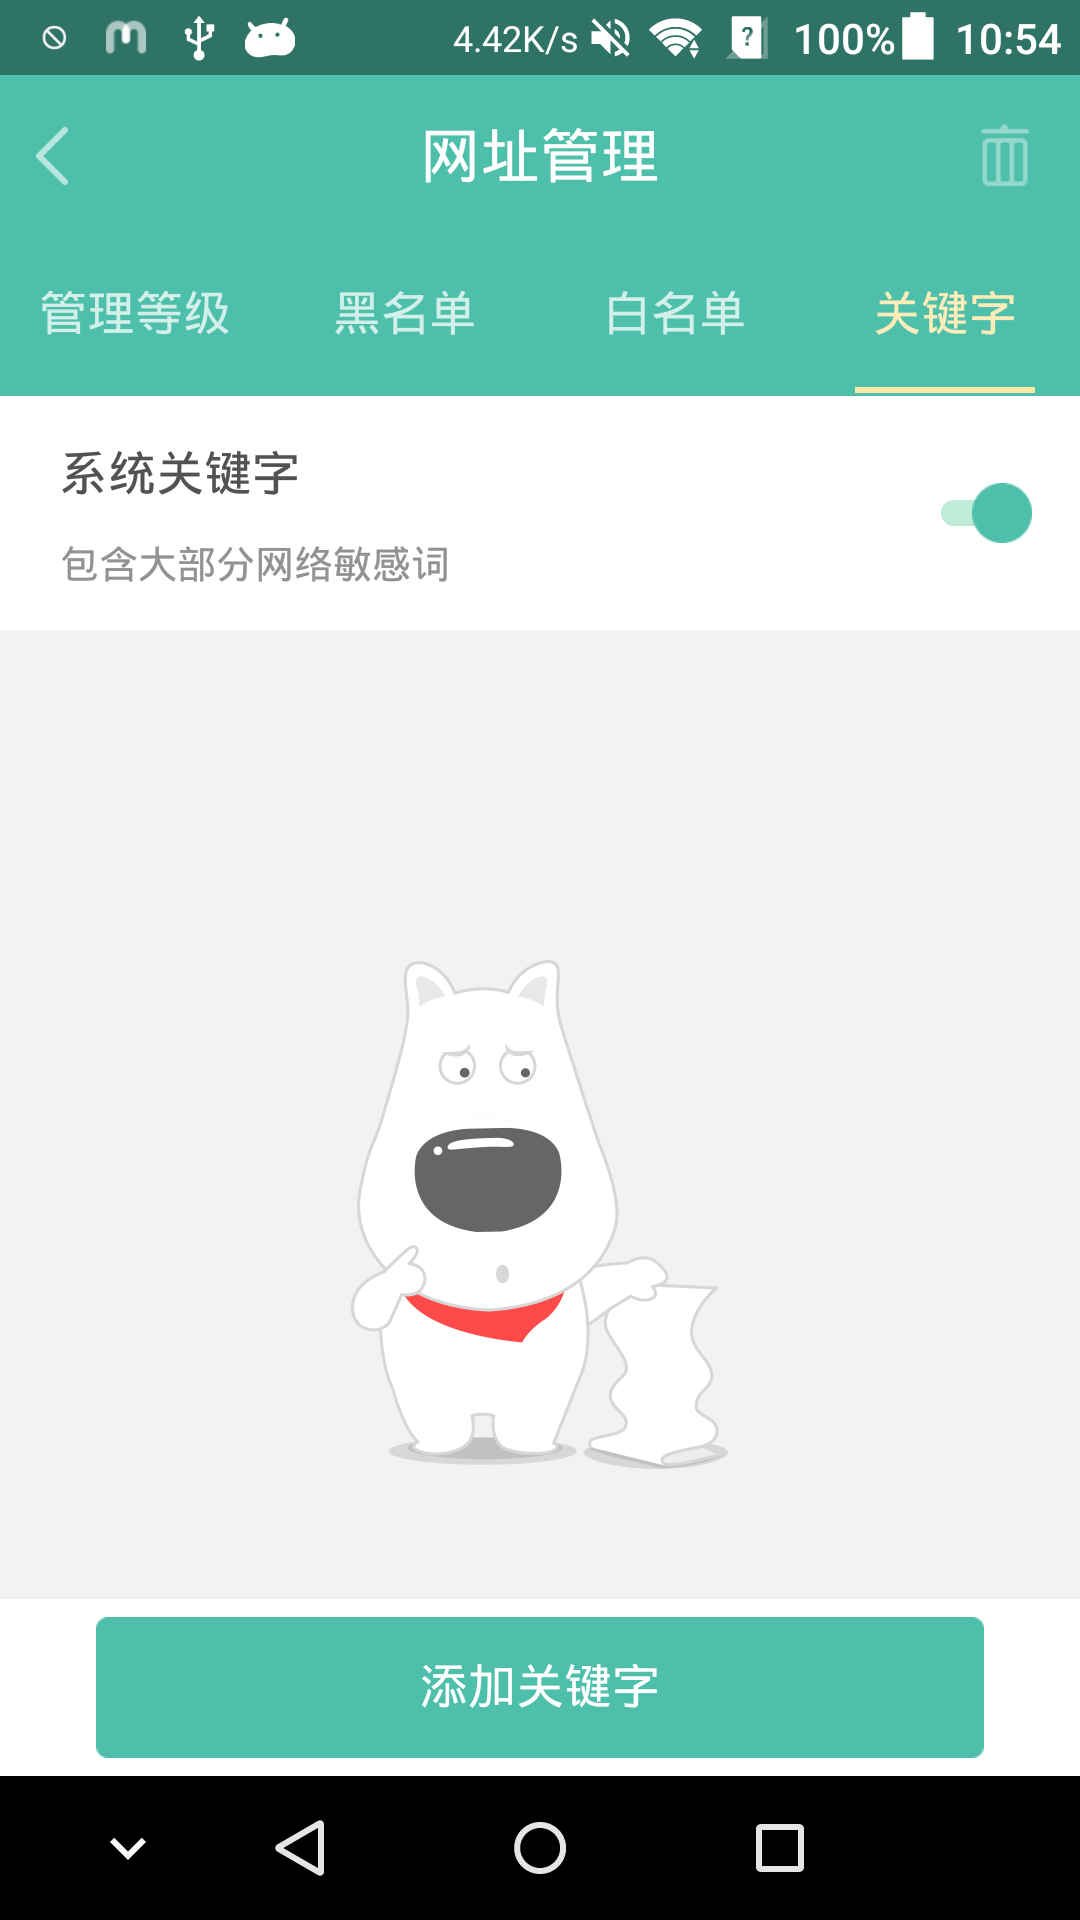 4.42K/s 100% 10:54
网址管理
管理等级 黑名单 白名单 关键字
系统关键字
包含大部分网络敏感词
添加关键字